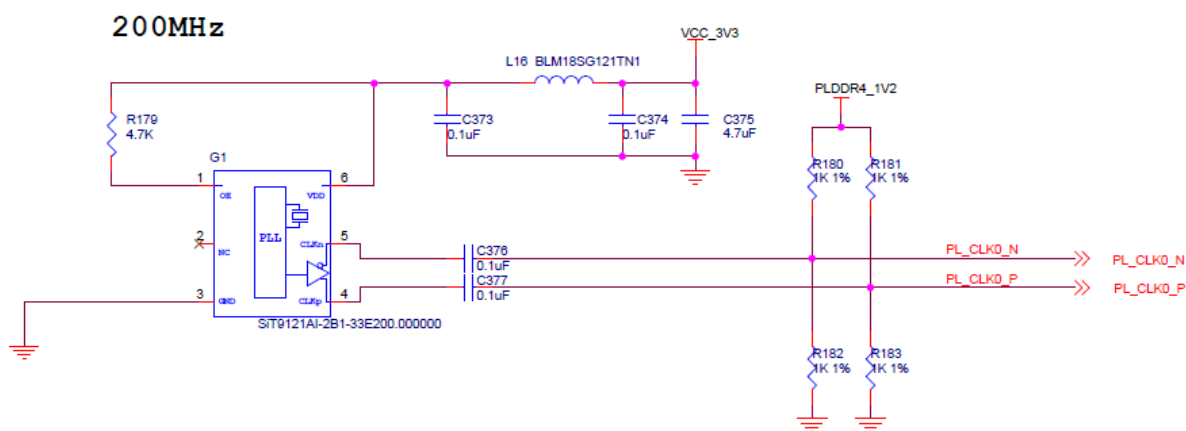 200MHz
VCC_3V3
L16 BLM18SG121TN1
PLDDR4_1V2
R179
4.7K
C373
0.1uF
C374
0.1uF
C375
4.7uF
R180
1K 1%
R181
1K 1%
G1
1
OE
VDD
6
2
NC
PLL
CLKn
5
3
GND
CLKp
4
SiT9121AI-2B1-33E200.000000
C376
0.1uF
C377
0.1uF
PL_CLK0_N
PL_CLK0_N
PL_CLK0_P
PL_CLK0_P
R182
1K 1%
R183
1K 1%